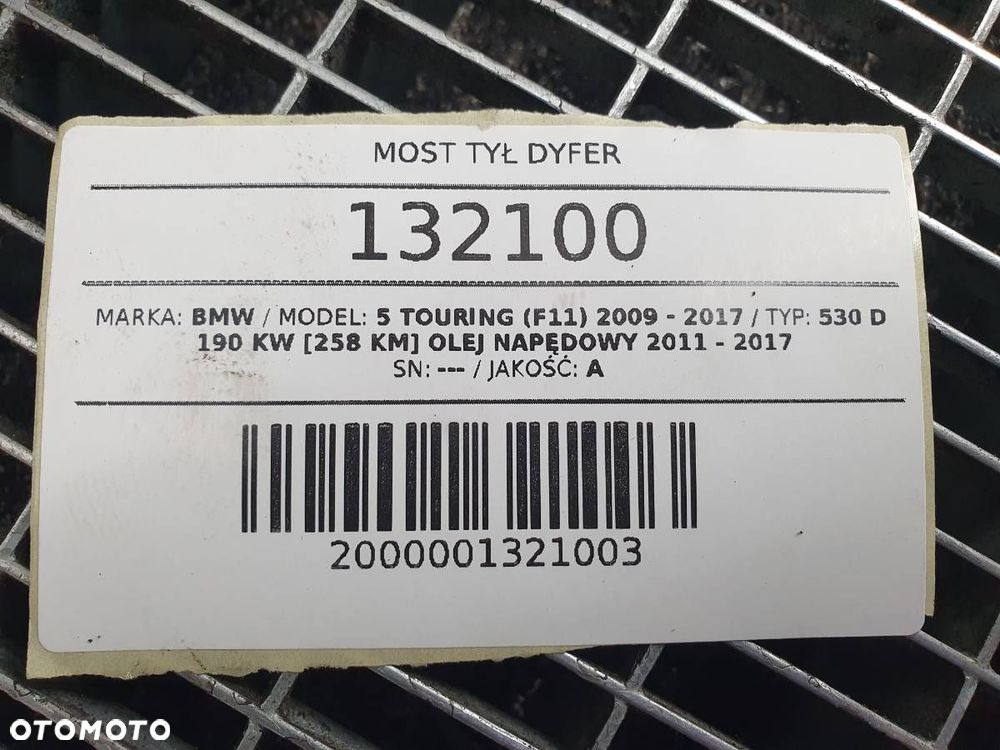 MOST TYŁ DYFER
132100
MARKA: BMW / MODEL: 5 TOURING (F11) 2009 - 2017 / TYP: 530 D
190 KW [258 KM] OLEJ NAPĘDOWY 2011 - 2017
SN: --- / JAKOŚĆ: A
2000001321003
OTOMOTO